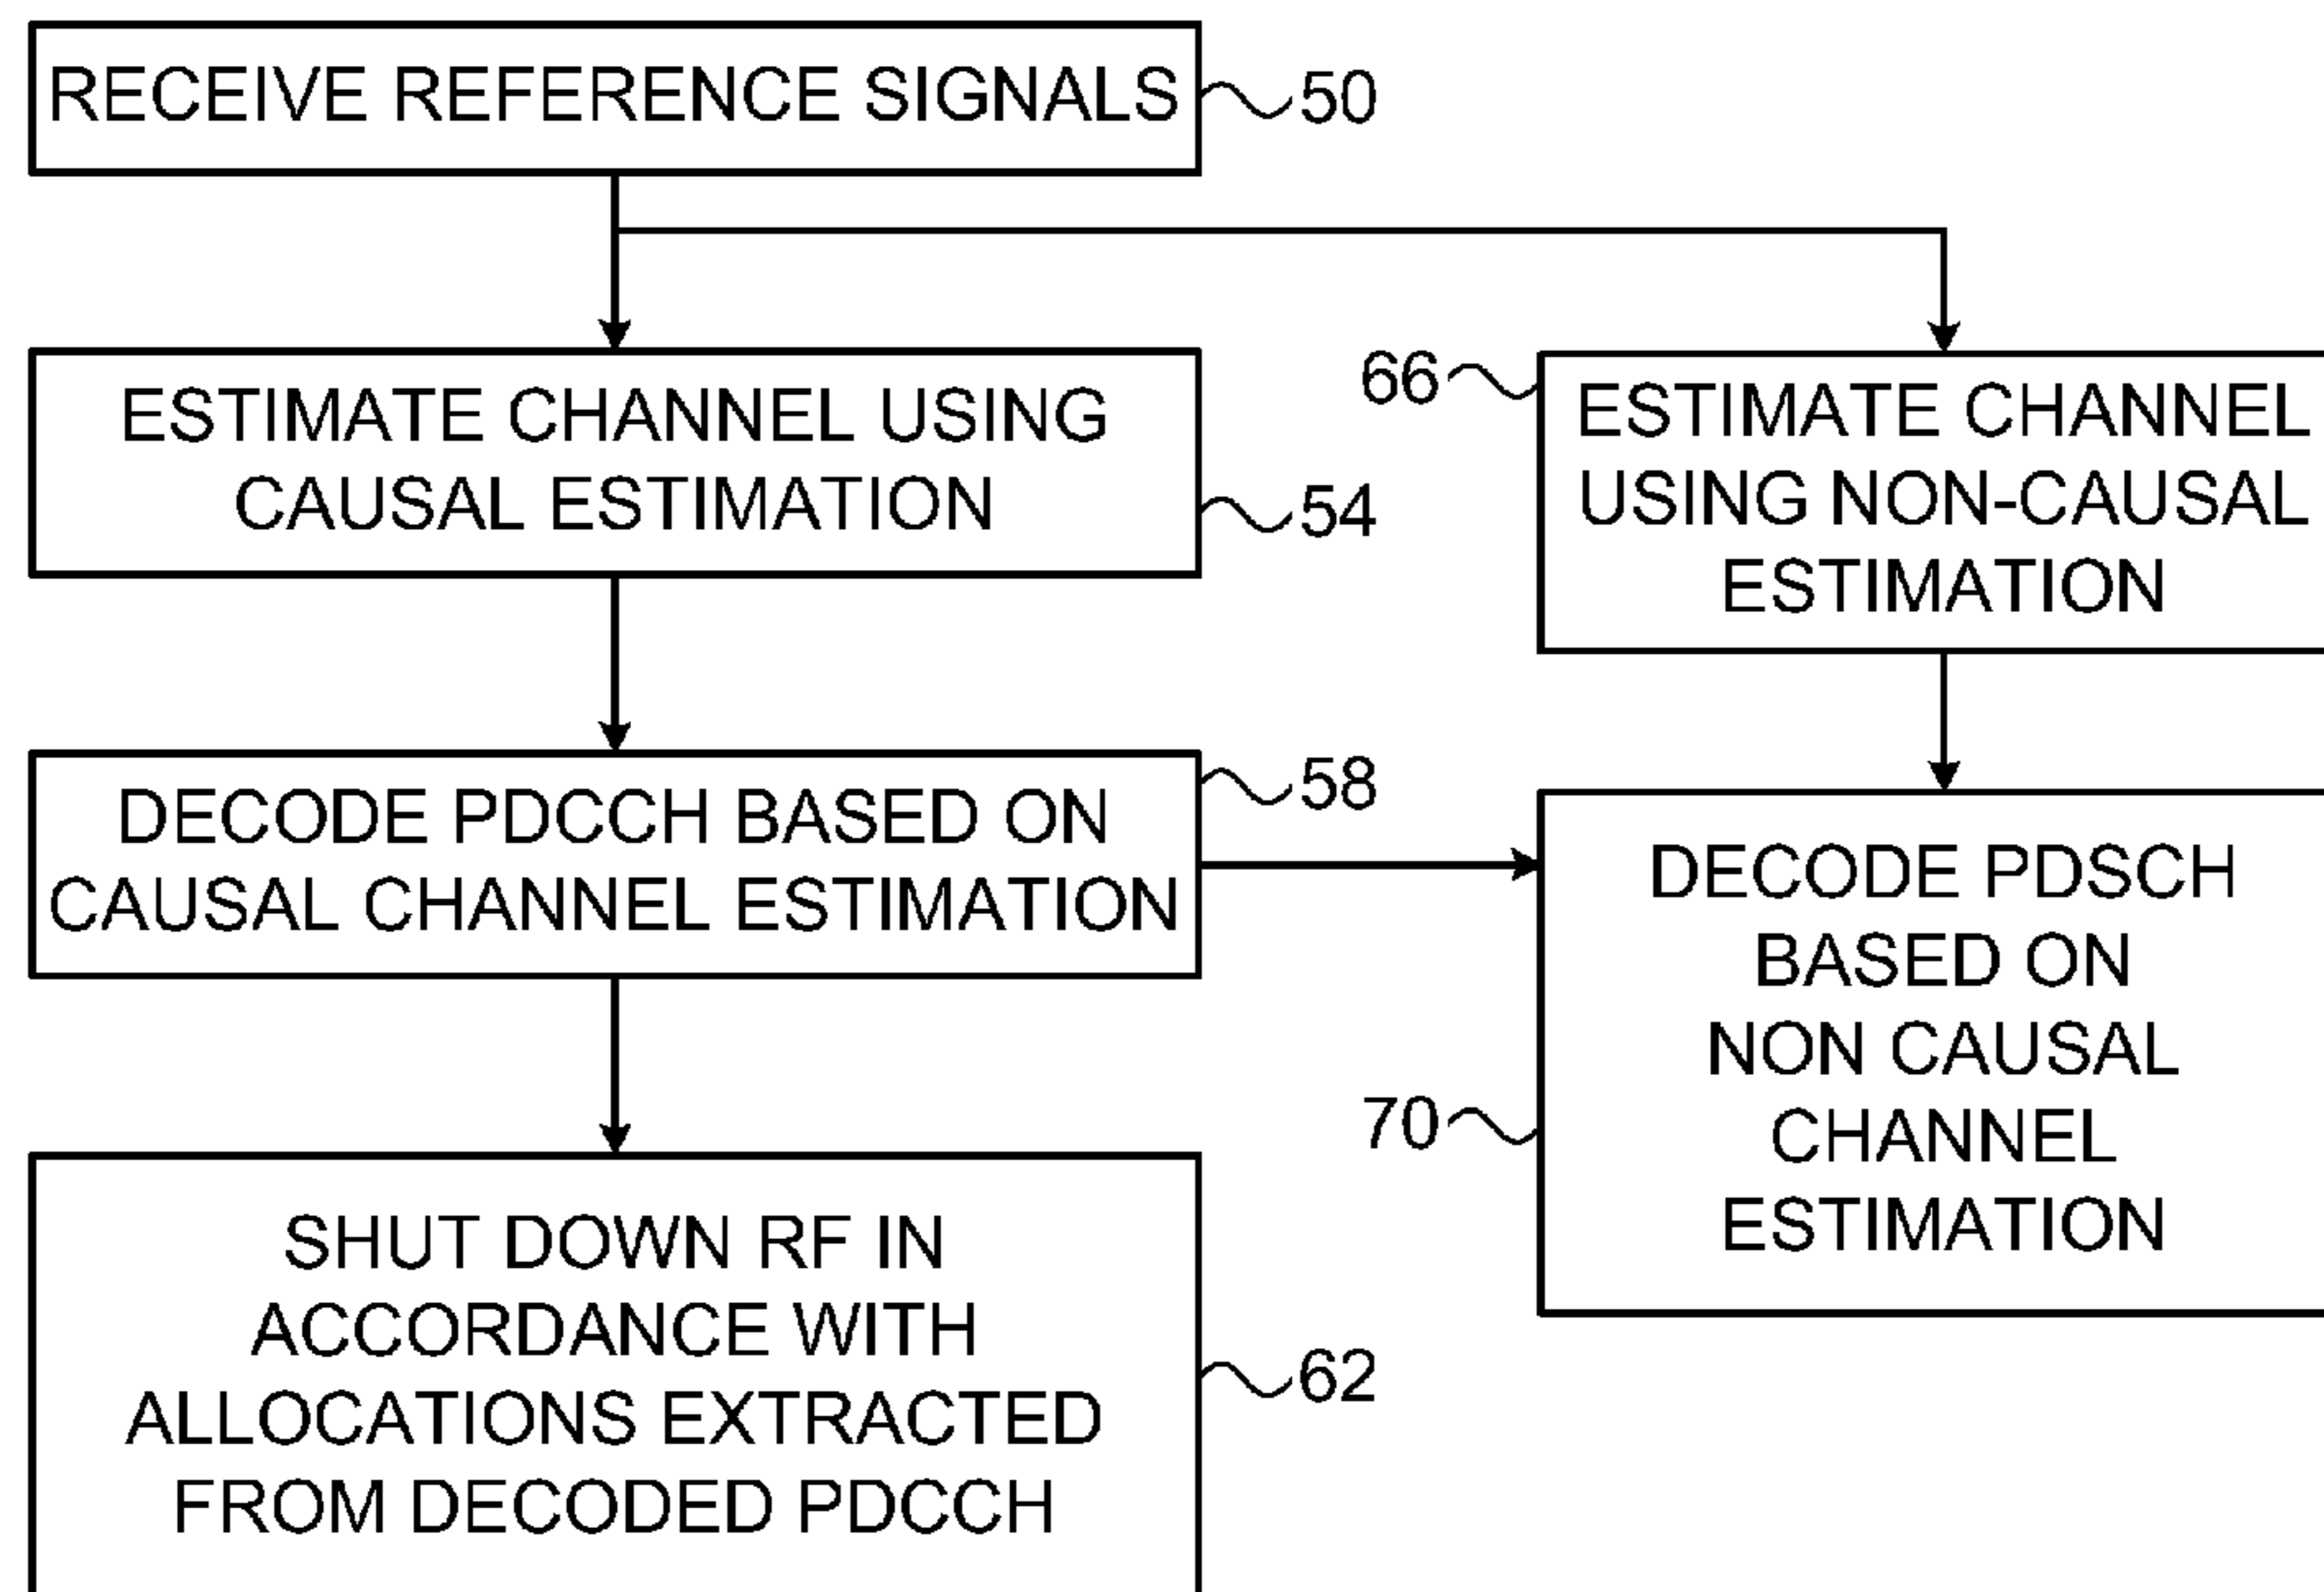 RECEIVE REFERENCE SIGNALS
50
ESTIMATE CHANNEL USING
CAUSAL ESTIMATION
54
66
ESTIMATE CHANNEL
USING NON-CAUSAL
ESTIMATION
DECODE PDCCH BASED ON
CAUSAL CHANNEL ESTIMATION
58
DECODE PDSCH
BASED ON
NON CAUSAL
CHANNEL
ESTIMATION
70
SHUT DOWN RF IN
ACCORDANCE WITH
ALLOCATIONS EXTRACTED
FROM DECODED PDCCH
62